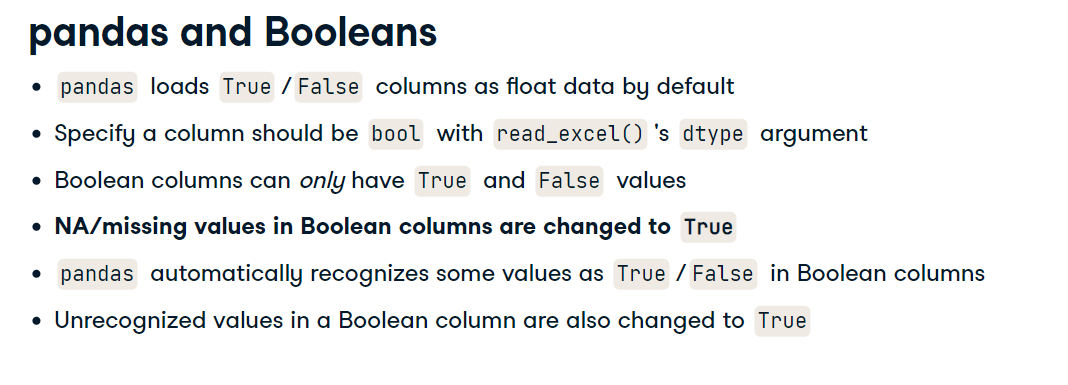 pandas and Booleans
• pandas loads True / False columns as float data by default
• Specify a column should be bool with read_excel() 's dtype argument
• Boolean columns can only have True and False values
• NA/missing values in Boolean columns are changed to True
• pandas automatically recognizes some values as True / False in Boolean columns
• Unrecognized values in a Boolean column are also changed to True